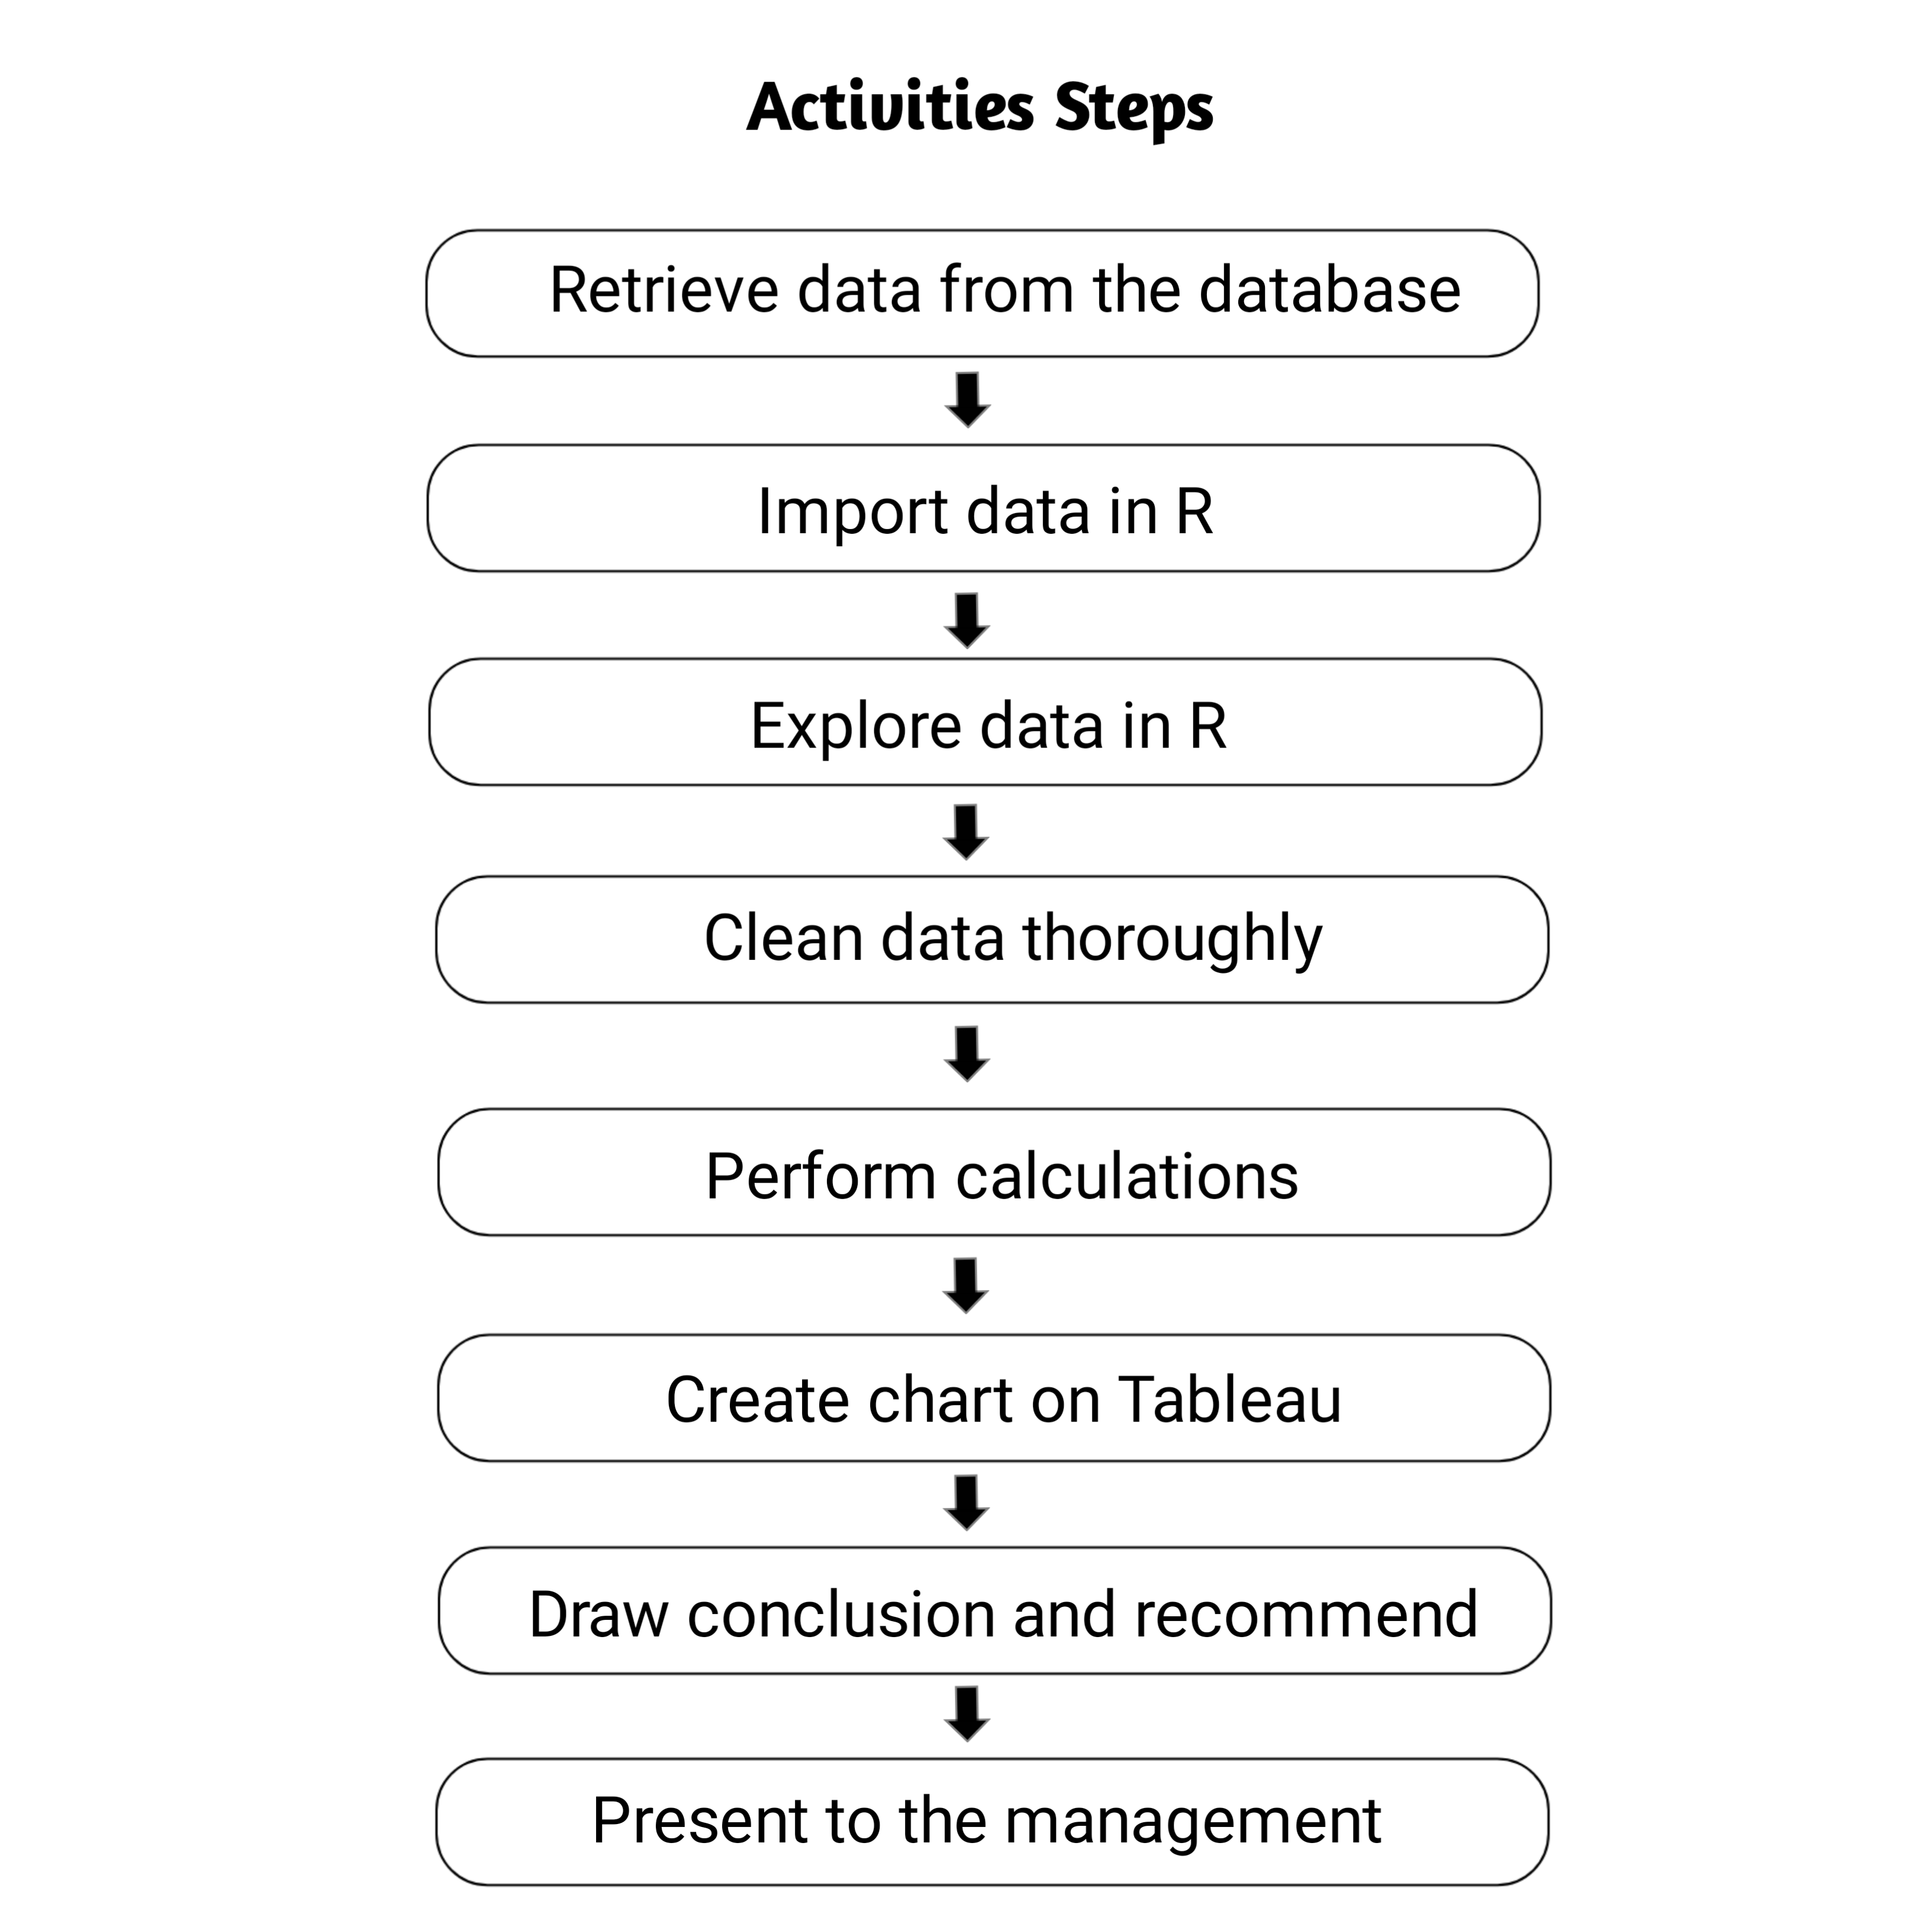 Activities Steps
Retrieve data from the database
Import data in R
Explore data in R
Clean data thoroughly
Perform calculations
Create chart on Tableau
Draw conclusion and recommend
Present to the management